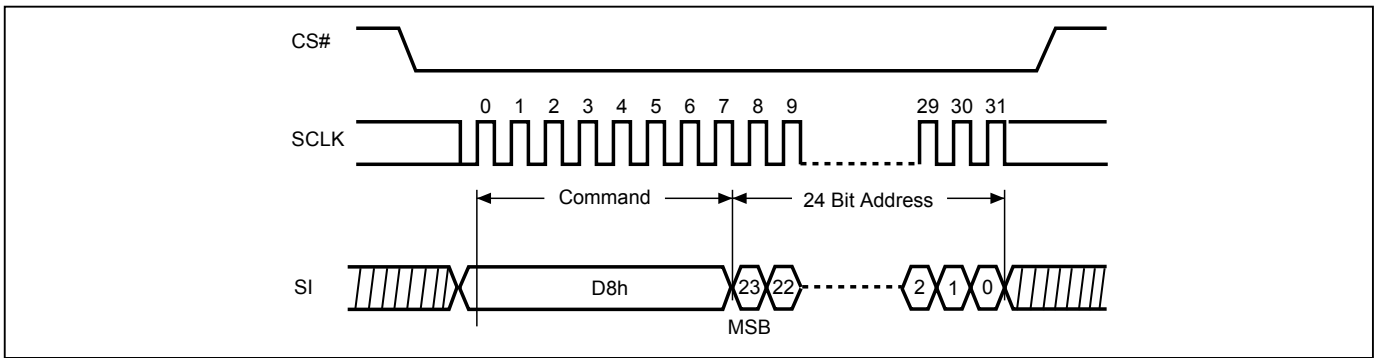 CS#
0 1 2 3 4 5 6 7 8 9 29 30 31
SCLK
Command 24 Bit Address
SI D8h 23 22 2 1 0
MSB